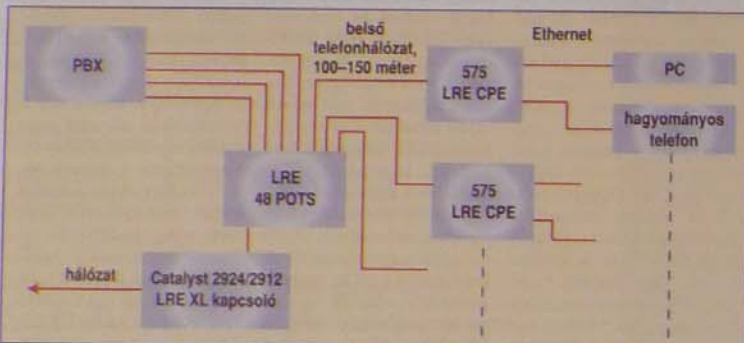 PBX
belső
telefonhálózat,
100–150 méter
Ethernet
575
LRE CPE
PC
hagyományos
telefon
LRE
48 POTS
575
LRE CPE
hálózat
Catalyst 2924/2912
LRE XL kapcsoló